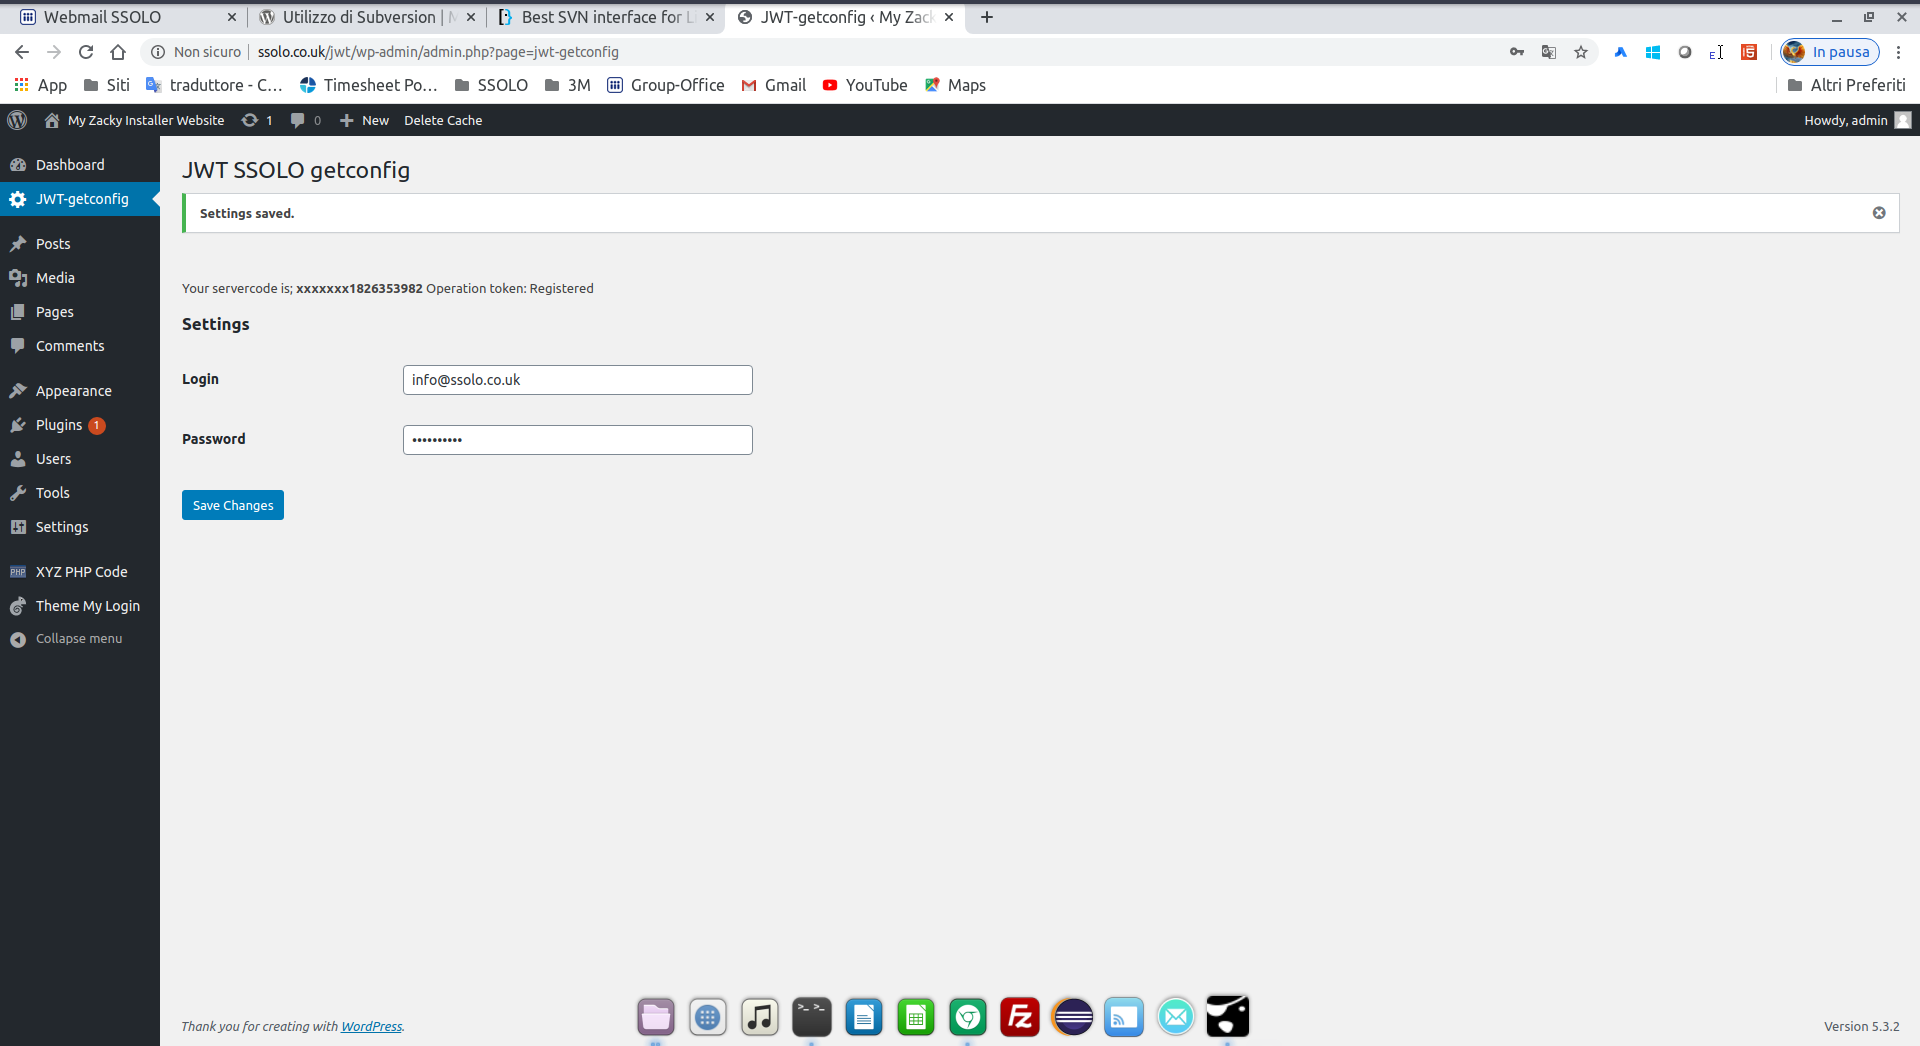 Webmail SSOLO
Utilizzo di Subversion |
Best SVN interface for L
JWT-getconfig ‹ My Zack
Non sicuro
ssolo.co.uk/jwt/wp-admin/admin.php?page=jwt-getconfig
In pausa
App
Siti
traduttore - C...
Timesheet Po...
SSOLO
3M
Group-Office
Gmail
YouTube
Maps
Altri Preferiti
My Zacky Installer Website
1
0
New
Delete Cache
Howdy, admin
Dashboard
JWT-getconfig
Posts
Media
Pages
Comments
Appearance
Plugins 1
Users
Tools
Settings
PHP XYZ PHP Code
Theme My Login
Collapse menu
JWT SSOLO getconfig
Settings saved.
Your servercode is; xxxxxxx1826353982 Operation token: Registered
Settings
Login
info@ssolo.co.uk
Password
••••••••••
Save Changes
Thank you for creating with WordPress.
Version 5.3.2